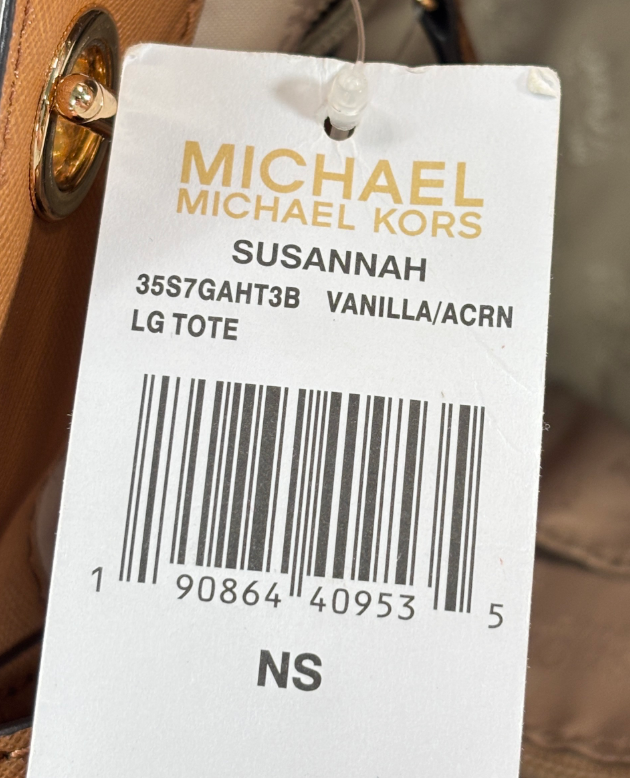 MICHAEL
MICHAEL KORS
SUSANNAH
35S7GAHT3B VANILLA/ACRN
LG TOTE
1 90864 40953 5
NS